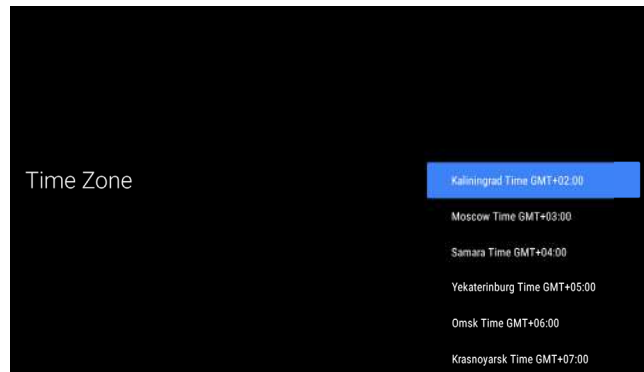 Time Zone
Kaliningrad Time GMT+02:00
Moscow Time GMT+03:00
Samara Time GMT+04:00
Yekaterinburg Time GMT+05:00
Omsk Time GMT+06:00
Krasnoyarsk Time GMT+07:00